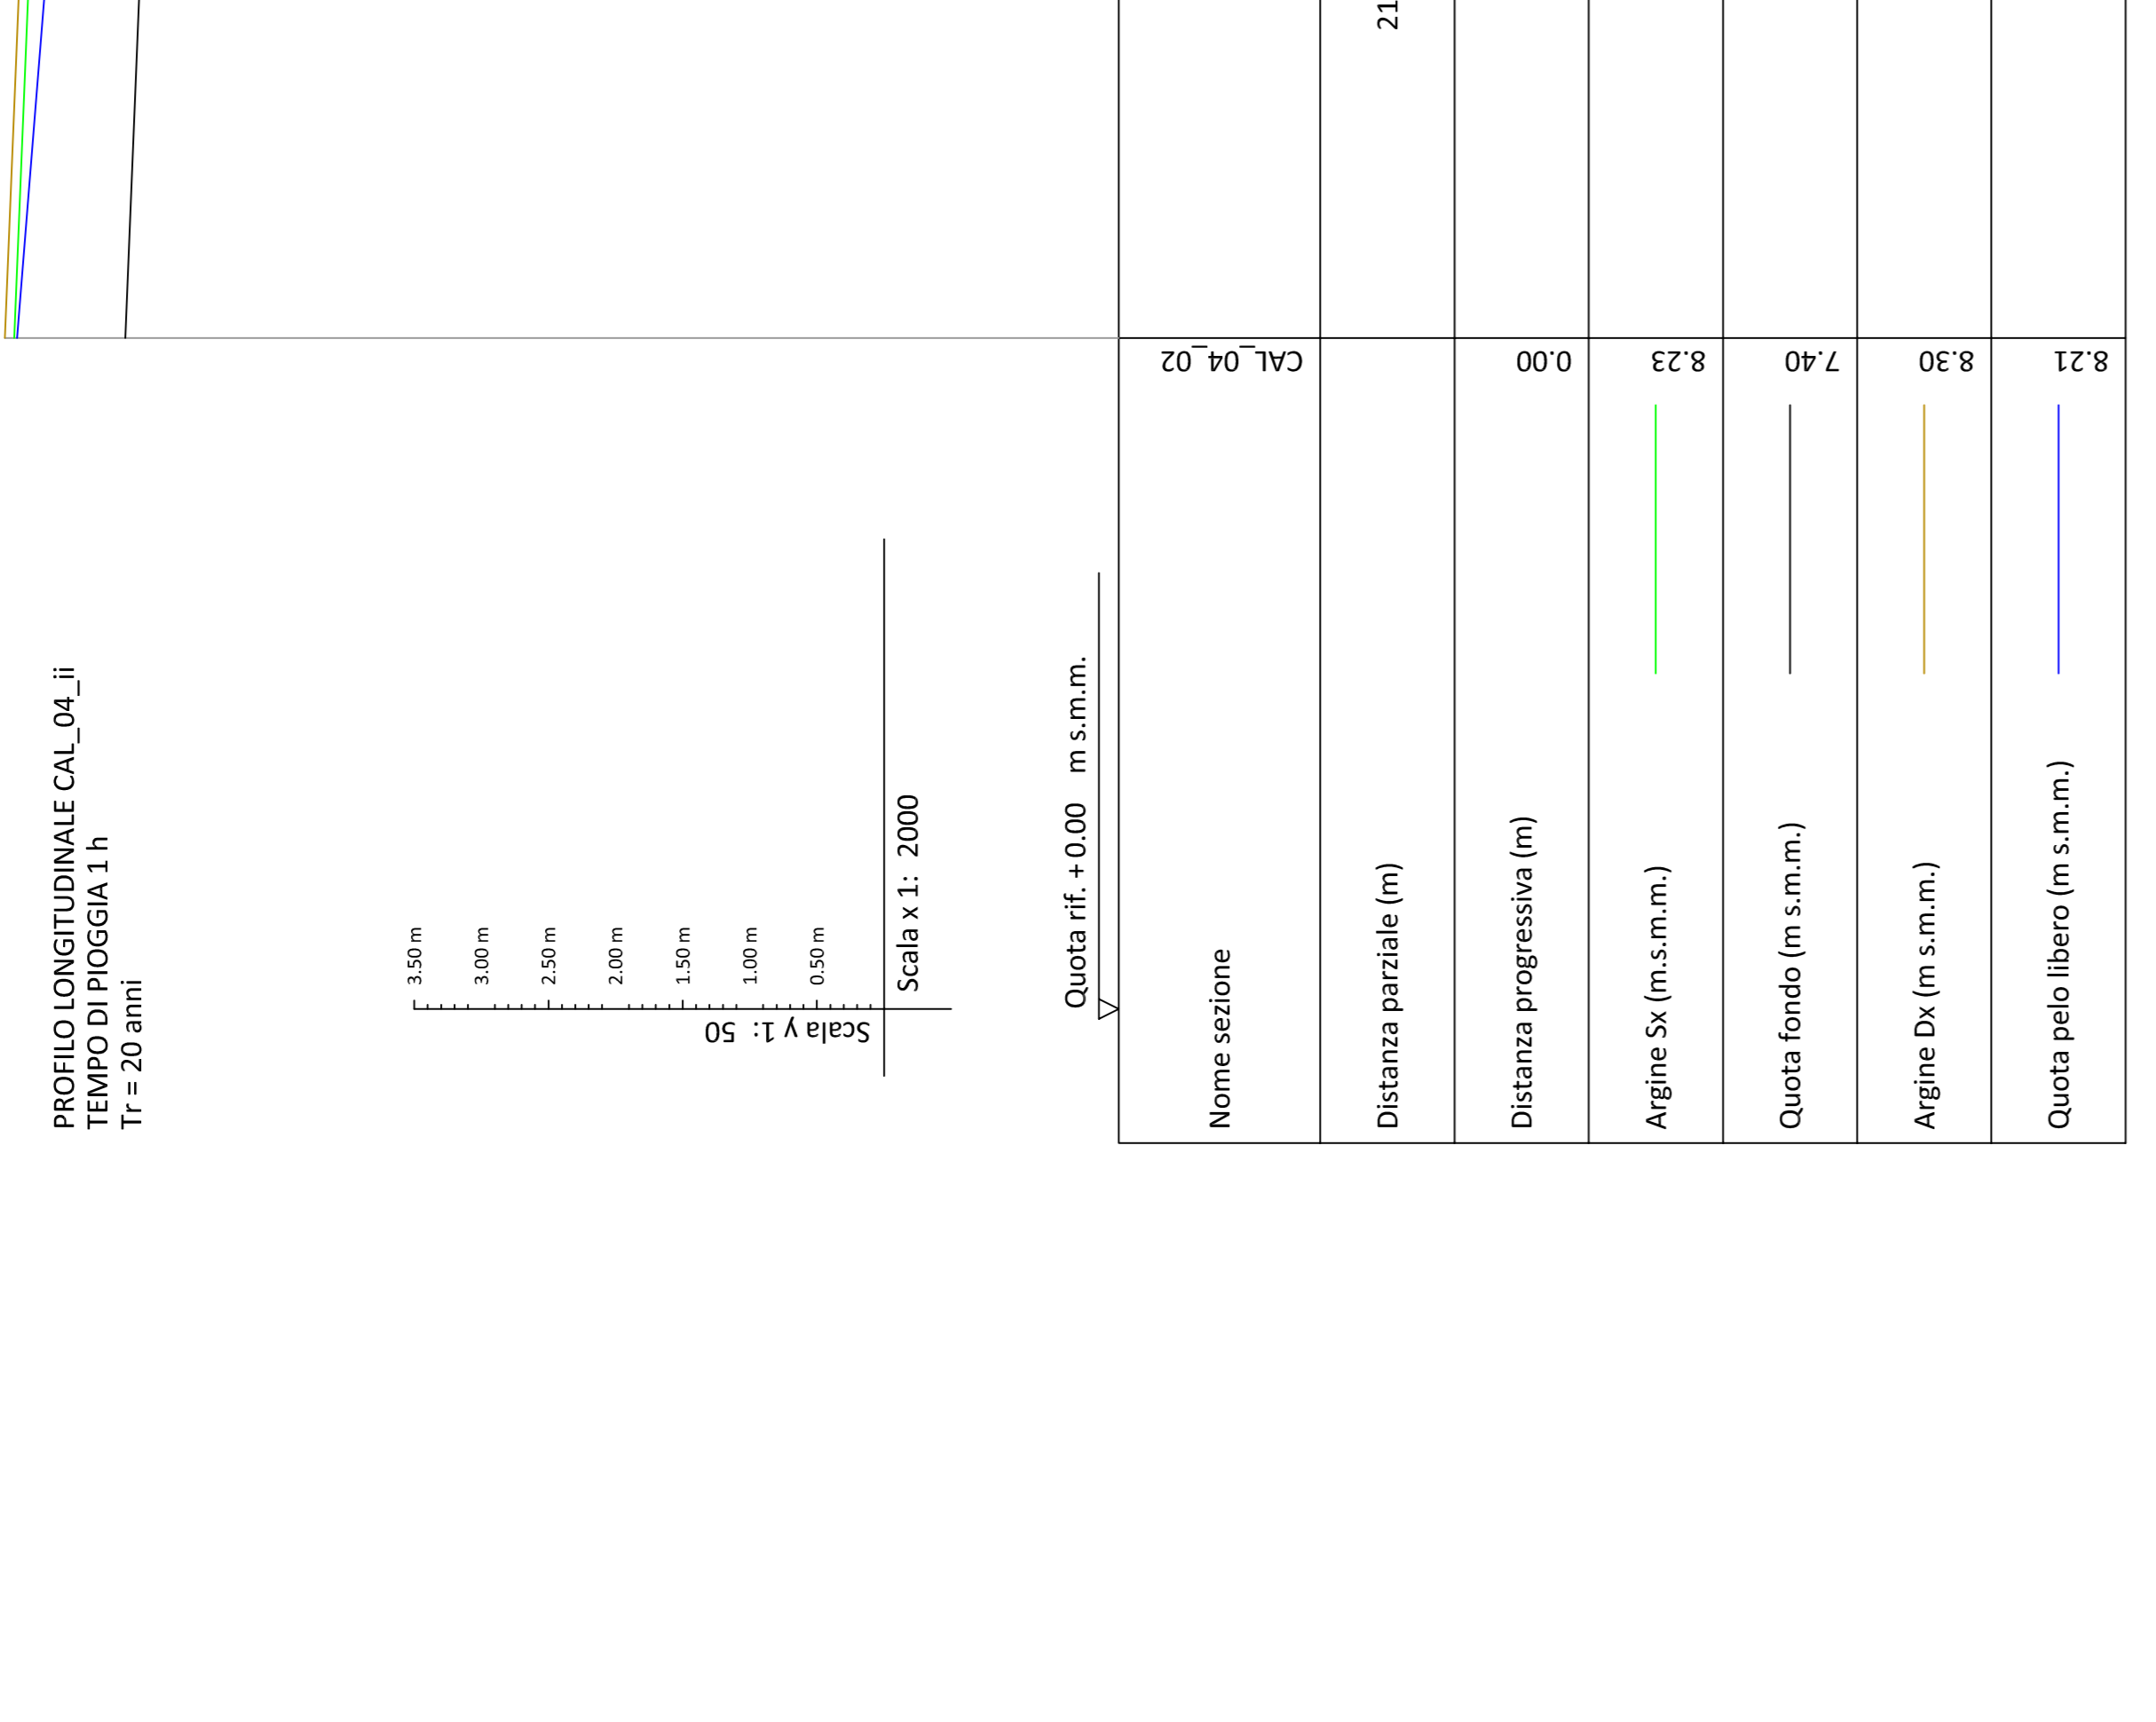 PROFILO LONGITUDINALE CAL_04_ii
TEMPO DI PIOGGIA 1 h
Tr = 20 anni
3.50 m
3.00 m
2.50 m
2.00 m
1.50 m
1.00 m
0.50 m
Scala y 1: 50
Scala x 1: 2000
Quota rif. +0.00 m s.m.m.
Nome sezione
CAL_04_02
Distanza parziale (m)
Distanza progressiva (m)
0.00
Argine Sx (m.s.m.m.)
8.23
Quota fondo (m s.m.m.)
7.40
Argine Dx (m s.m.m.)
8.30
Quota pelo libero (m s.m.m.)
8.21